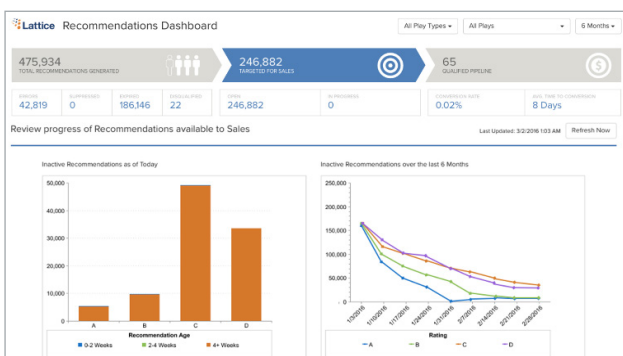 Lattice Recommendations Dashboard
All Play Types
All Plays
6 Months
475,934
TOTAL RECOMMENDATIONS GENERATED
246,882
TARGETED FOR SALES
65
QUALIFIED PIPELINE
ERRORS
SUPPRESSED
EXPIRED
DISQUALIFIED
OPEN
IN PROGRESS
CONVERSION RATE
AVG. TIME TO CONVERSION
42,819
0
186,146
22
246,882
0
0.02%
8 Days
Review progress of Recommendations available to Sales
Last Updated: 3/2/2016 1:03 AM
Refresh Now
Inactive Recommendations as of Today
50,000
40,000
30,000
20,000
10,000
0
A
B
C
D
Recommendation Age
0-2 Weeks
2-4 Weeks
4+ Weeks
Inactive Recommendations over the last 6 Months
250,000
200,000
150,000
100,000
50,000
0
1/3/2016
1/10/2016
1/17/2016
1/24/2016
1/31/2016
2/7/2016
2/14/2016
2/21/2016
2/28/2016
Rating
A
B
C
D